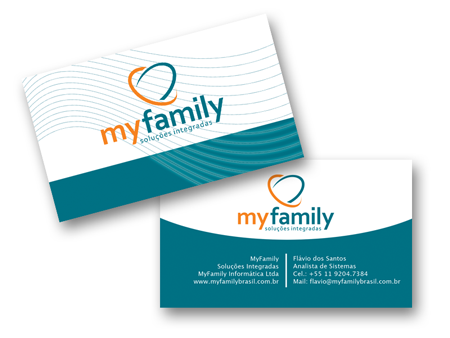 myfamily
soluções integradas
myfamily
soluções integradas
MyFamily
Soluções Integradas
MyFamily Informática Ltda
www.myfamilybrasil.com.br
Flávio dos Santos
Analista de Sistemas
Cel.: +55 11 9204.7384
Mail: flavio@myfamilybrasil.com.br